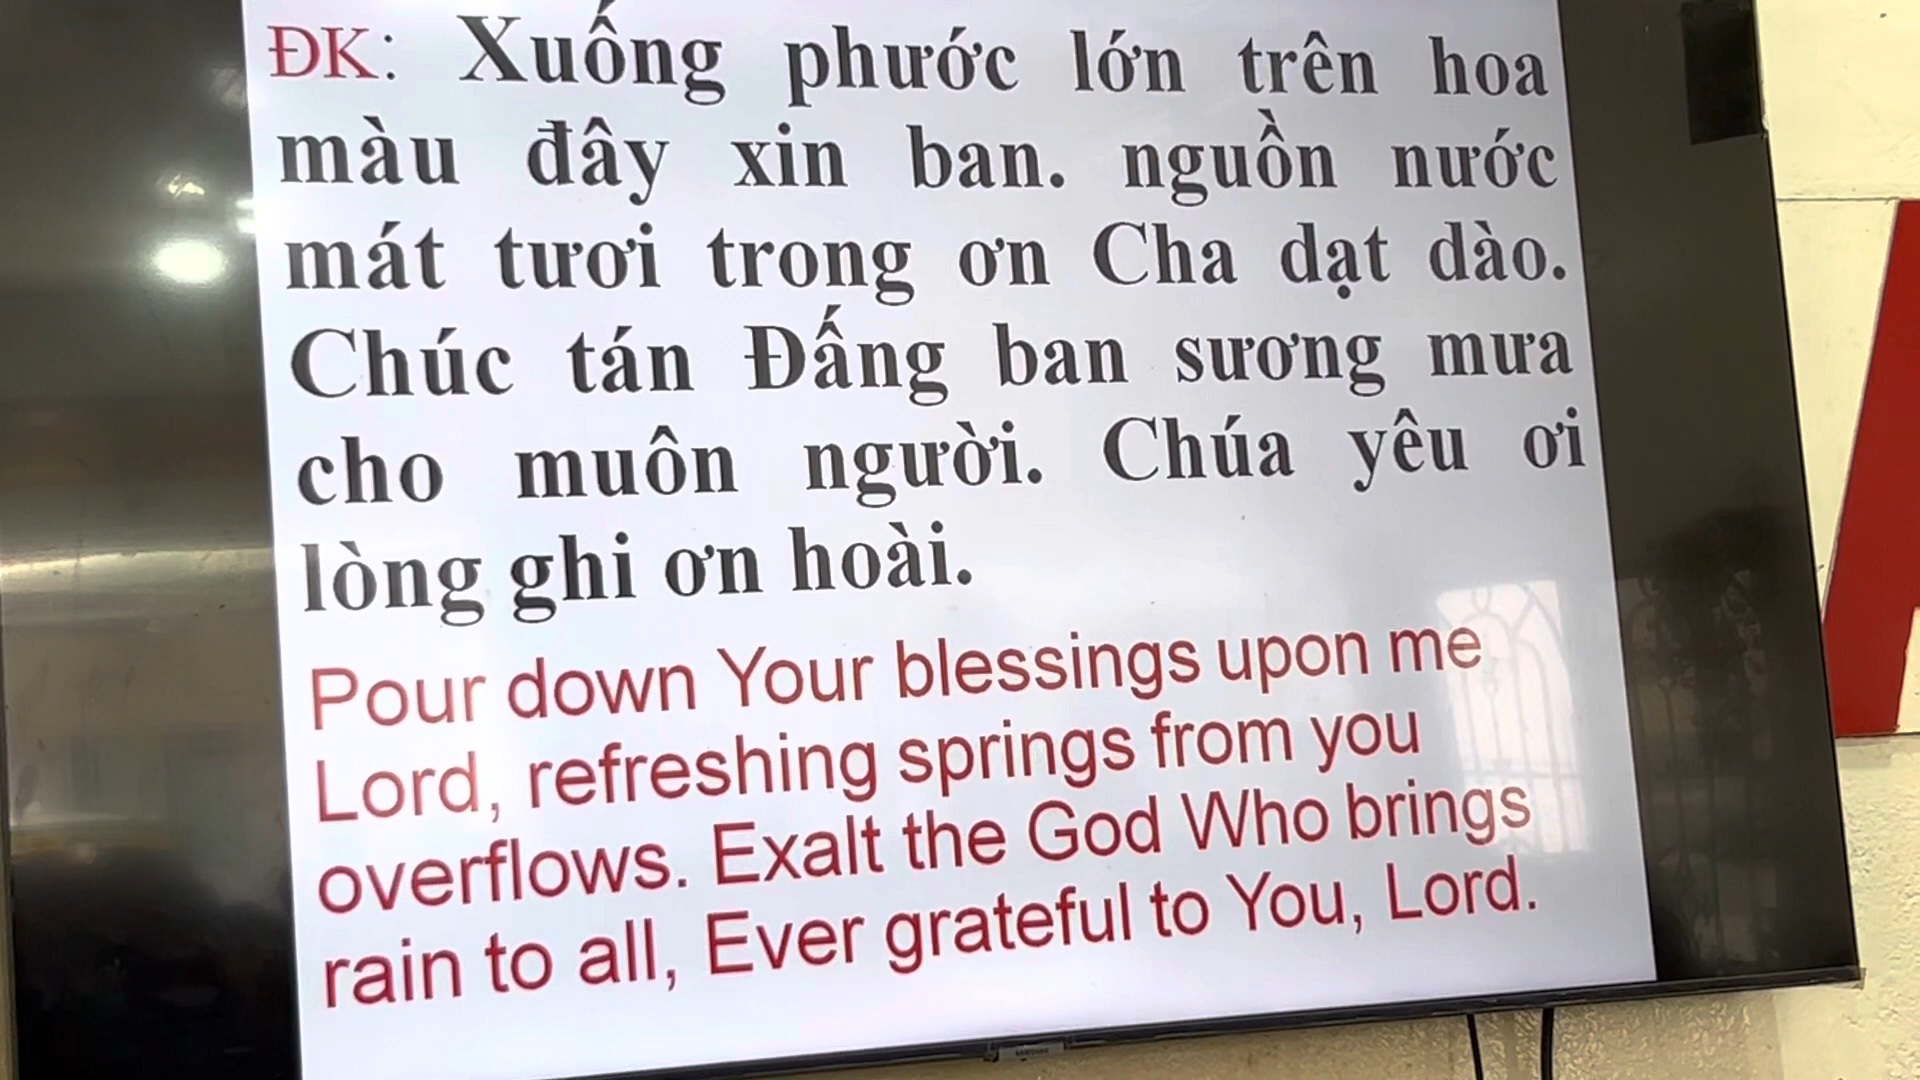 ĐK: Xuống phước lớn trên hoa
màu đây xin ban. nguồn nước
mát tươi trong ơn Cha dạt dào.
Chúc tán Đấng ban sương mưa
cho muôn người. Chúa yêu ơi
lòng ghi ơn hoài.
Pour down Your blessings upon me
Lord, refreshing springs from you
overflows. Exalt the God Who brings
rain to all, Ever grateful to You, Lord.